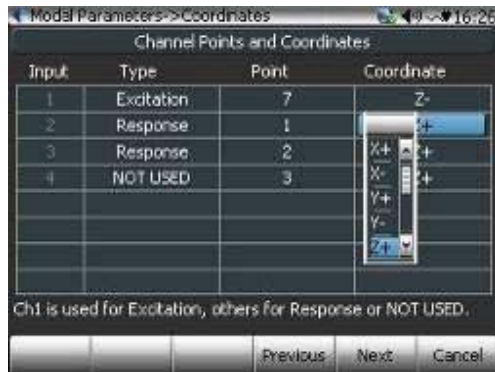 Modal Parameters->Coordinates 16:26
Channel Points and Coordinates
Input Type Point Coordinate
1 Excitation 7 Z-
2 Response 1 Z+
3 Response 2 Z+
4 NOT USED 3 Z+
X+
X-
Y+
Y-
Z+
Ch1 is used for Excitation, others for Response or NOT USED.
Previous Next Cancel